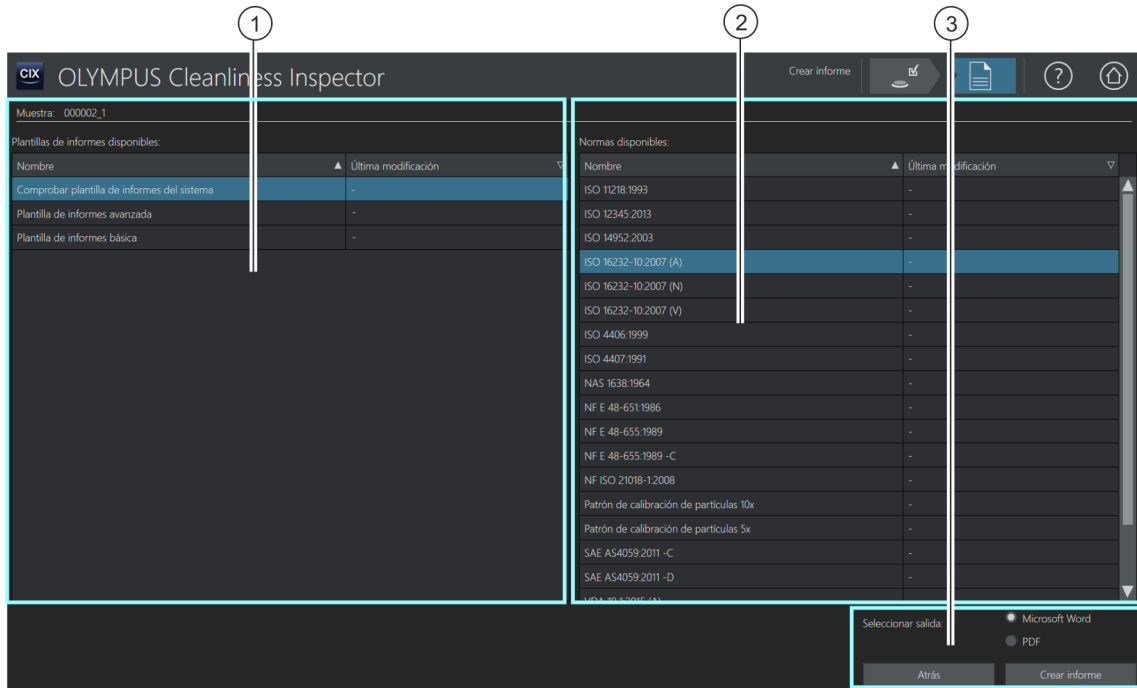 1
2
3
CIX OLYMPUS Cleanliness Inspector
Crear informe
?
Muestra: 000002_1
Plantillas de informes disponibles:
Nombre
Última modificación
Comprobar plantilla de informes del sistema
-
Plantilla de informes avanzada
-
Plantilla de informes básica
-
Normas disponibles:
Nombre
Última modificación
ISO 11218:1993
-
ISO 12345:2013
-
ISO 14952:2003
-
ISO 16232-10:2007 (A)
-
ISO 16232-10:2007 (N)
-
ISO 16232-10:2007 (V)
-
ISO 4406:1999
-
ISO 4407:1991
-
NAS 1638:1964
-
NF E 48-651:1986
-
NF E 48-655:1989
-
NF E 48-655:1989 -C
-
NF ISO 21018-1:2008
-
Patrón de calibración de partículas 10x
-
Patrón de calibración de partículas 5x
-
SAE AS4059:2011 -C
-
SAE AS4059:2011 -D
-
VDA 19.1:2015 (A)
Seleccionar salida:
Microsoft Word
PDF
Atrás
Crear informe